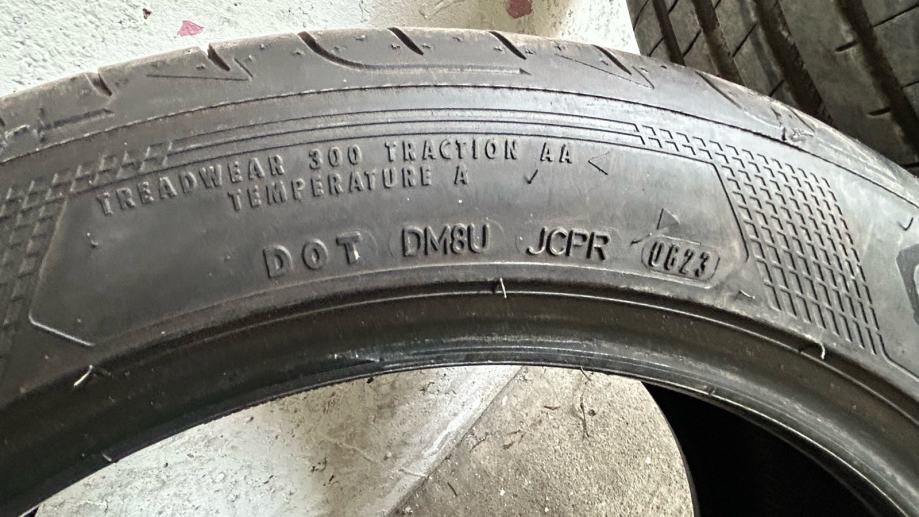 TREADWEAR 300 TRACTION AA
TEMPERATURE A
DOT DM8U JCPR 0623